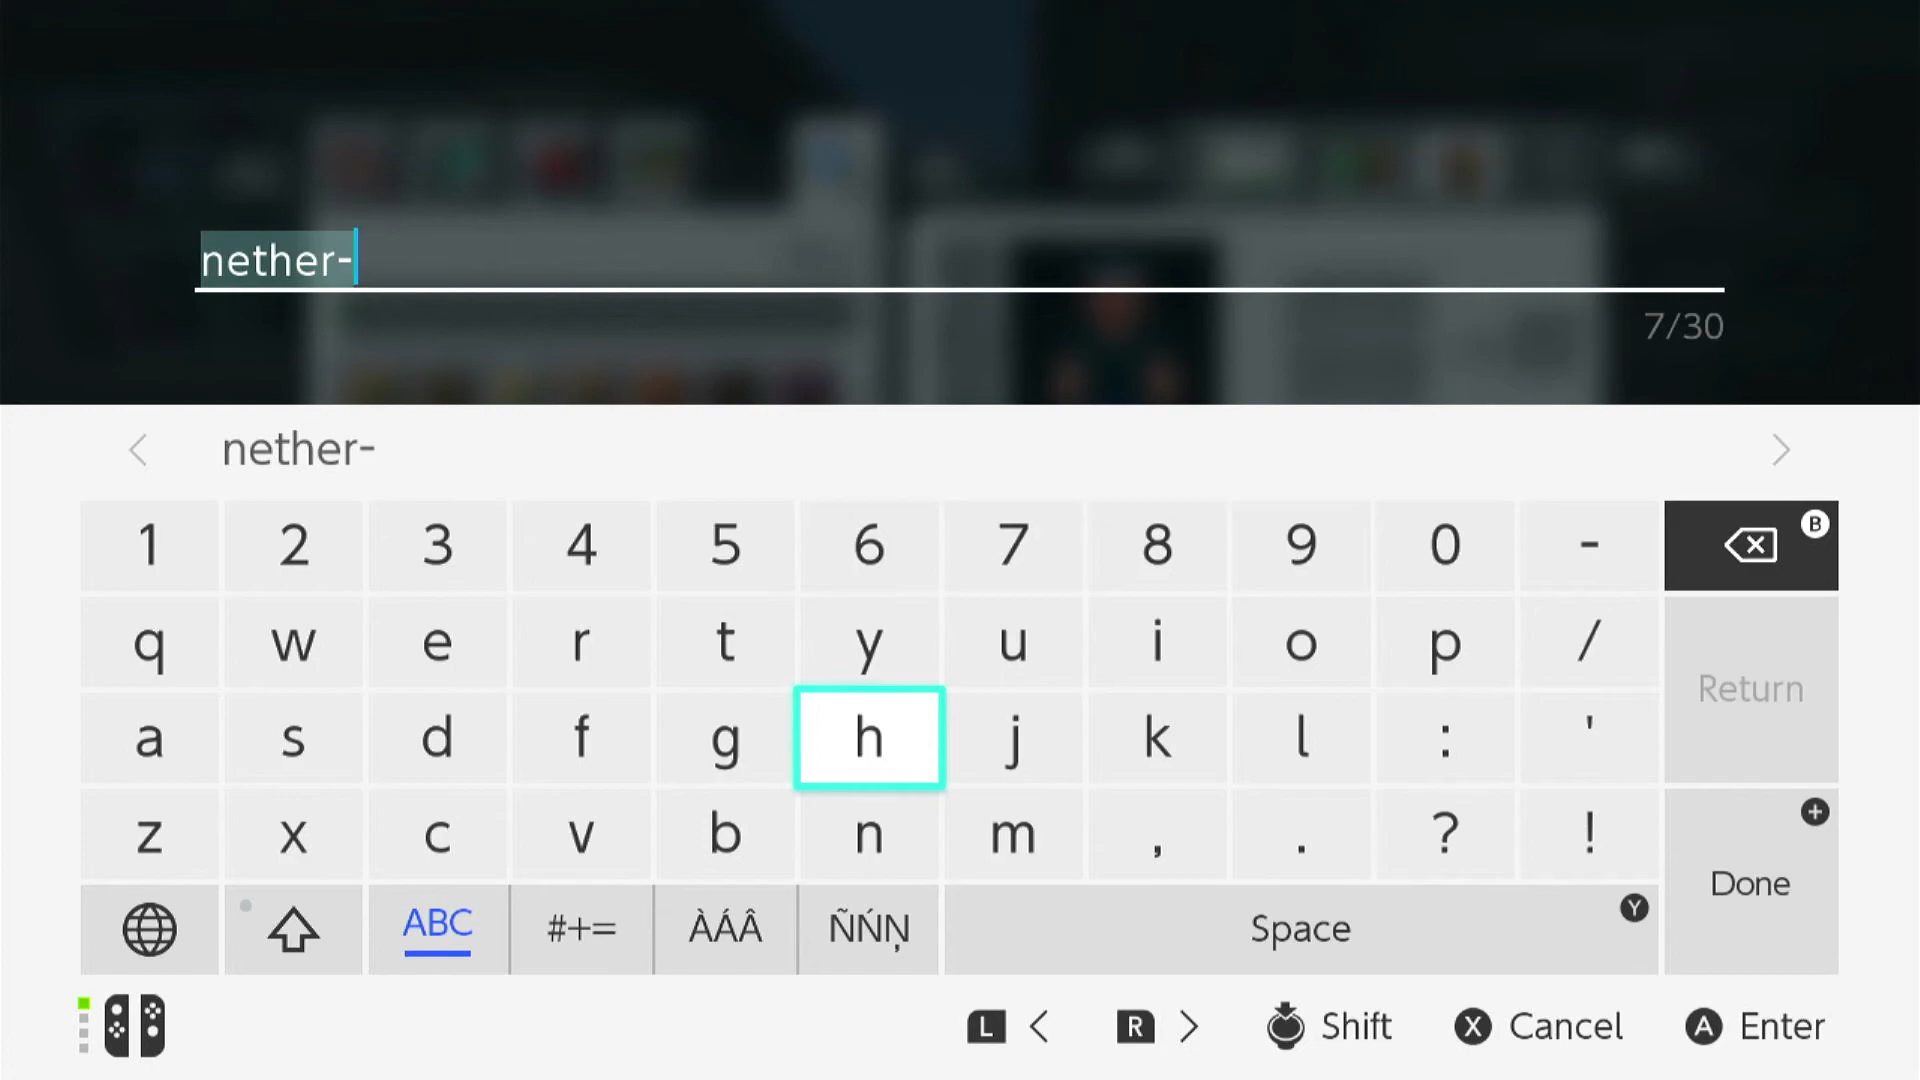 nether-
7/30
nether-
1 2 3 4 5 6 7 8 9 0 - B
q w e r t y u i o p /
Return
a s d f g h j k l : '
z x c v b n m , . ? ! +
Done
ABC #+= ÀÁÂ ÑŃŅ Space Y
L < R > Shift X Cancel A Enter